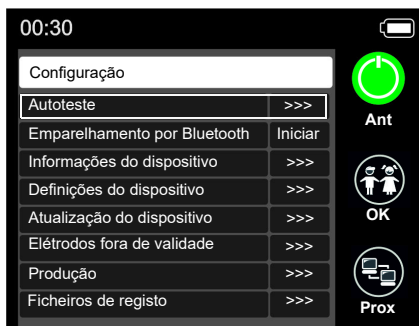 00:30
Configuração
Autoteste >>>
Emparelhamento por Bluetooth Iniciar
Informações do dispositivo >>>
Definições do dispositivo >>>
Atualização do dispositivo >>>
Elétrodos fora de validade >>>
Produção >>>
Ficheiros de registo >>>
Ant
OK
Prox